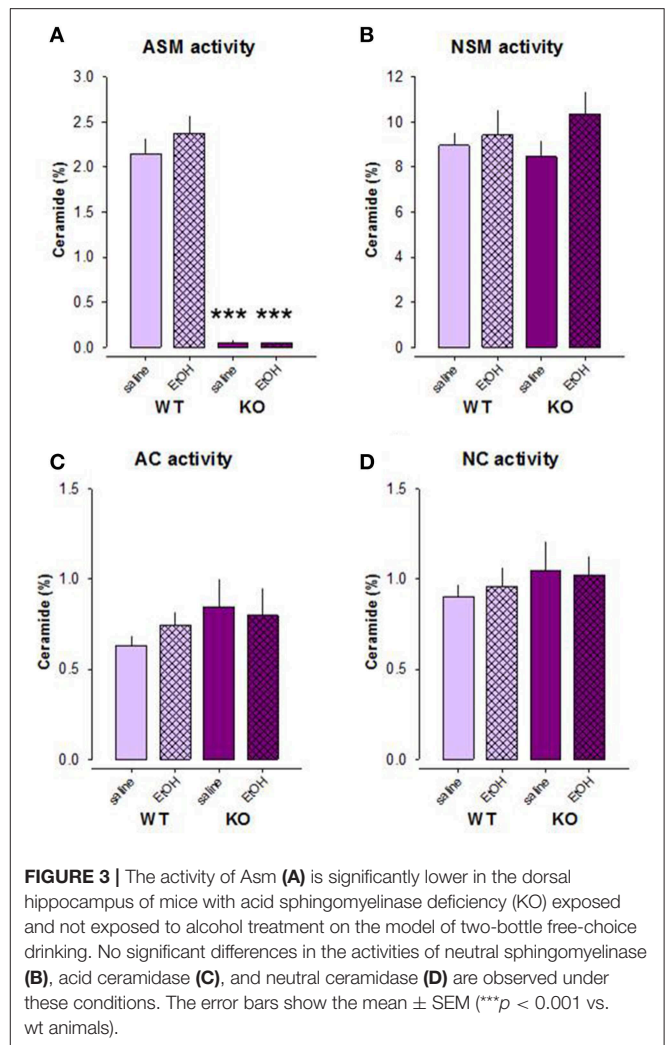 A
ASM activity
3.0
2.5
2.0
1.5
1.0
0.5
0.0
Ceramide (%)
*** ***
saline EtOH saline EtOH
WT KO
B
NSM activity
12
10
8
6
4
2
0
Ceramide (%)
saline EtOH saline EtOH
WT KO
C
AC activity
1.5
1.0
0.5
0.0
Ceramide (%)
saline EtOH saline EtOH
WT KO
D
NC activity
1.5
1.0
0.5
0.0
Ceramide (%)
saline EtOH saline EtOH
WT KO
FIGURE 3 | The activity of Asm (A) is significantly lower in the dorsal
hippocampus of mice with acid sphingomyelinase deficiency (KO) exposed
and not exposed to alcohol treatment on the model of two-bottle free-choice
drinking. No significant differences in the activities of neutral sphingomyelinase
(B), acid ceramidase (C), and neutral ceramidase (D) are observed under
these conditions. The error bars show the mean ± SEM (***p < 0.001 vs.
wt animals).